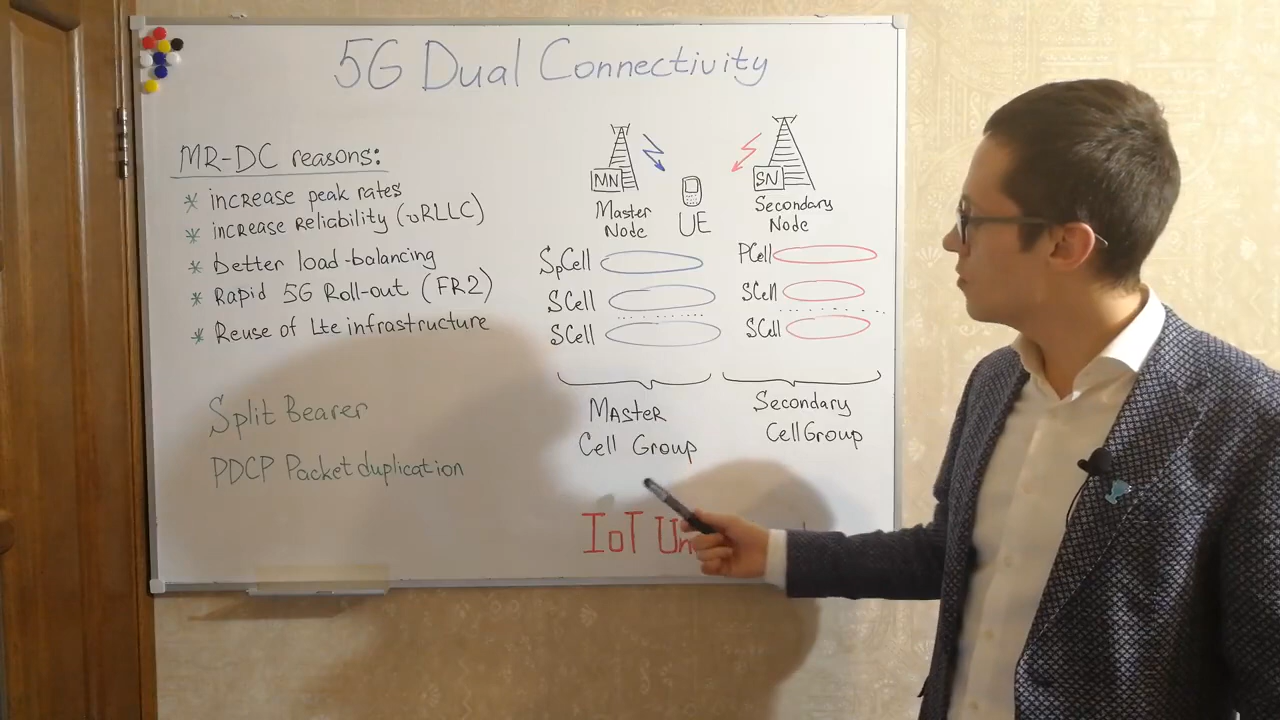 5G Dual Connectivity
MR-DC reasons:
* increase peak rates
* increase reliability (uRLLC)
* better load-balancing
* Rapid 5G Roll-out (FR2)
* Reuse of Lte infrastructure
Split Bearer
PDCP Packet duplication
MN
Master
Node
UE
SN
Secondary
Node
SpCell
SCell
SCell
PCell
SCell
SCell
Master
Cell Group
Secondary
Cell Group
IoT